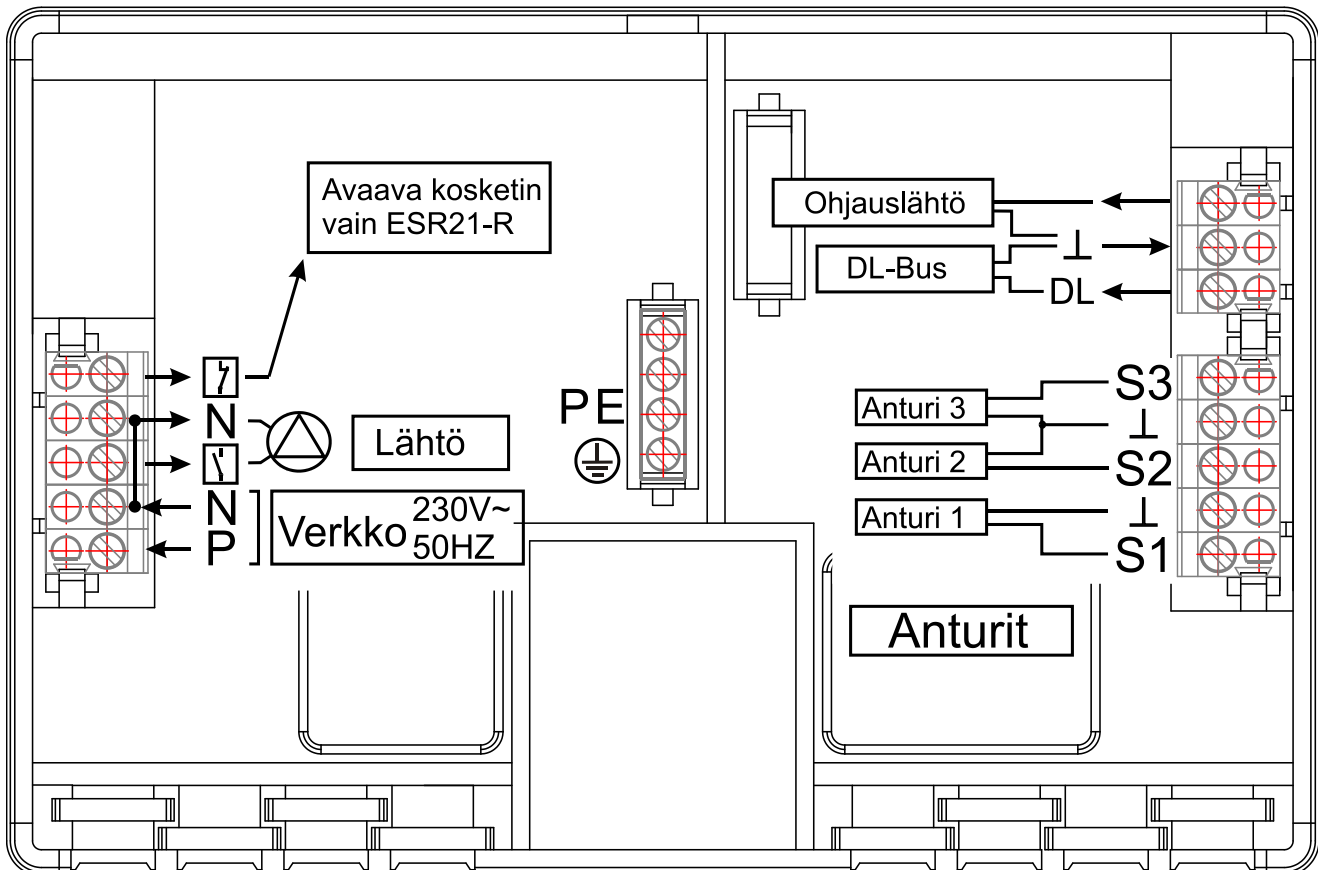 Avaava kosketin
vain ESR21-R
Ohjauslähtö
⊥
DL-Bus
DL
N
Lähtö
N
P
Verkko 230V~
50HZ
PE
S3
Anturi 3
⊥
Anturi 2
S2
Anturi 1
⊥
S1
Anturit